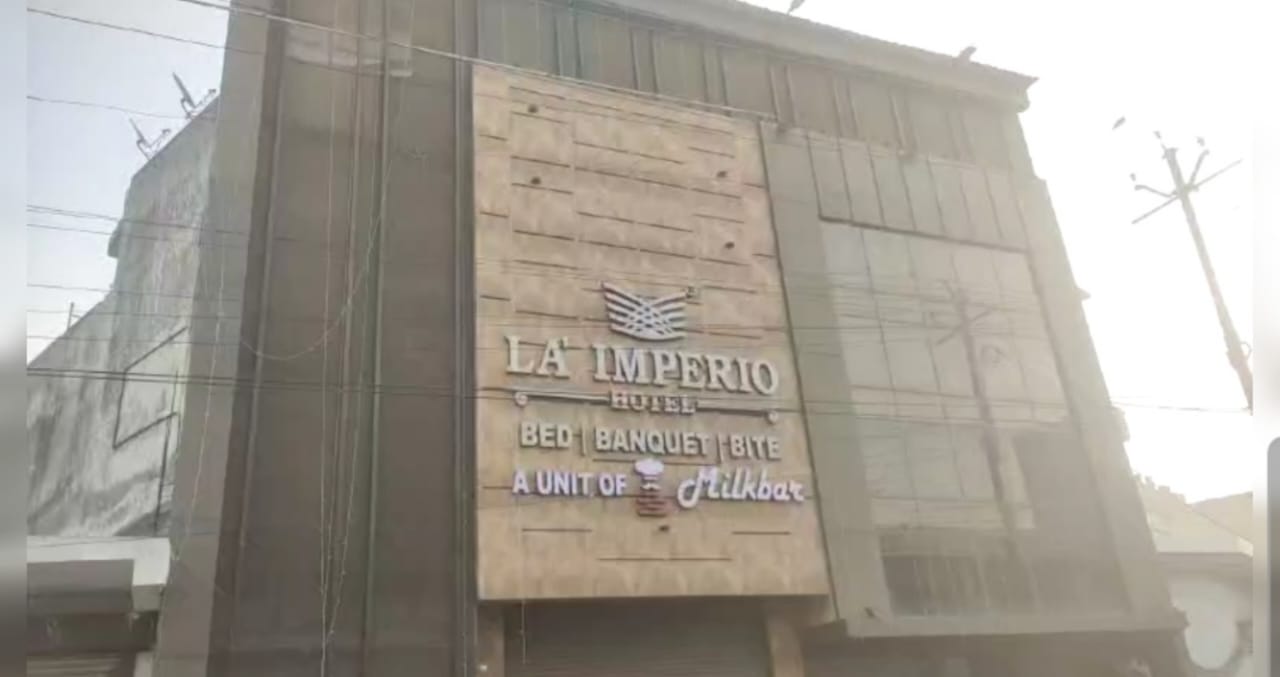 LA' IMPERIO
HOTEL
BED | BANQUET | BITE
A UNIT OF Milkbar